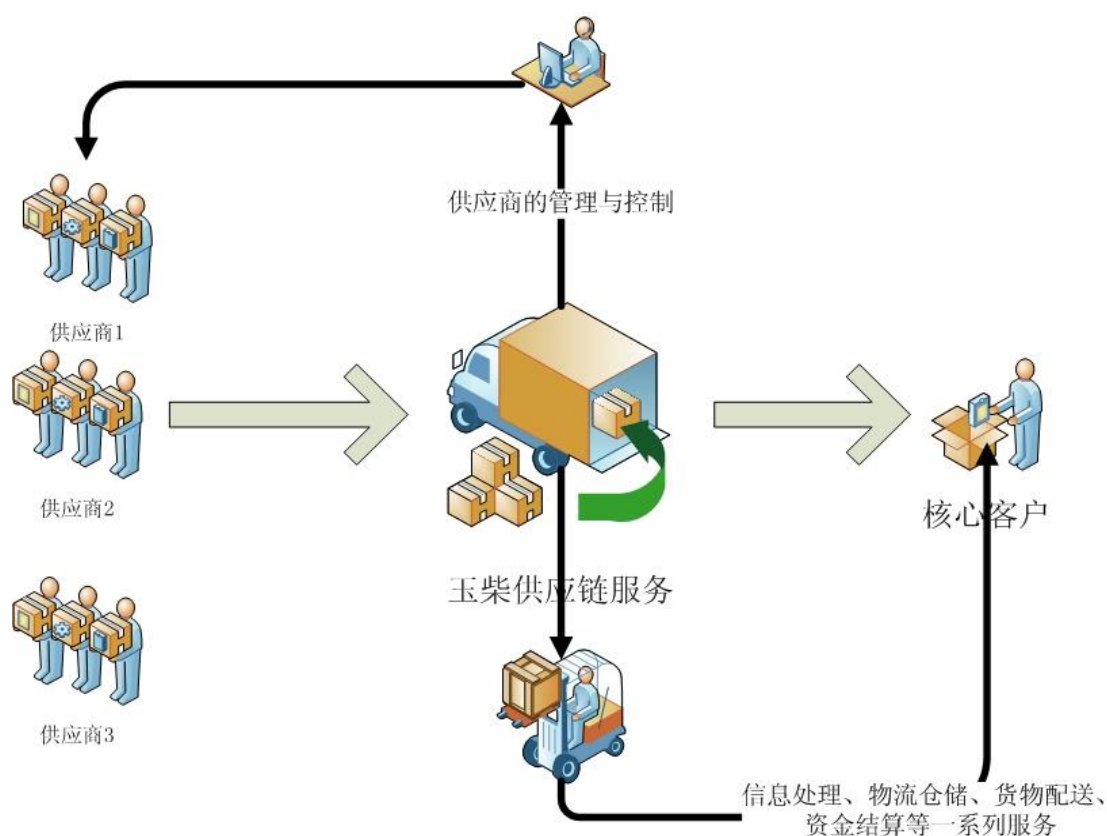 供应商的管理与控制
供应商1
供应商2
核心客户
玉柴供应链服务
供应商3
信息处理、物流仓储、货物配送、
资金结算等一系列服务